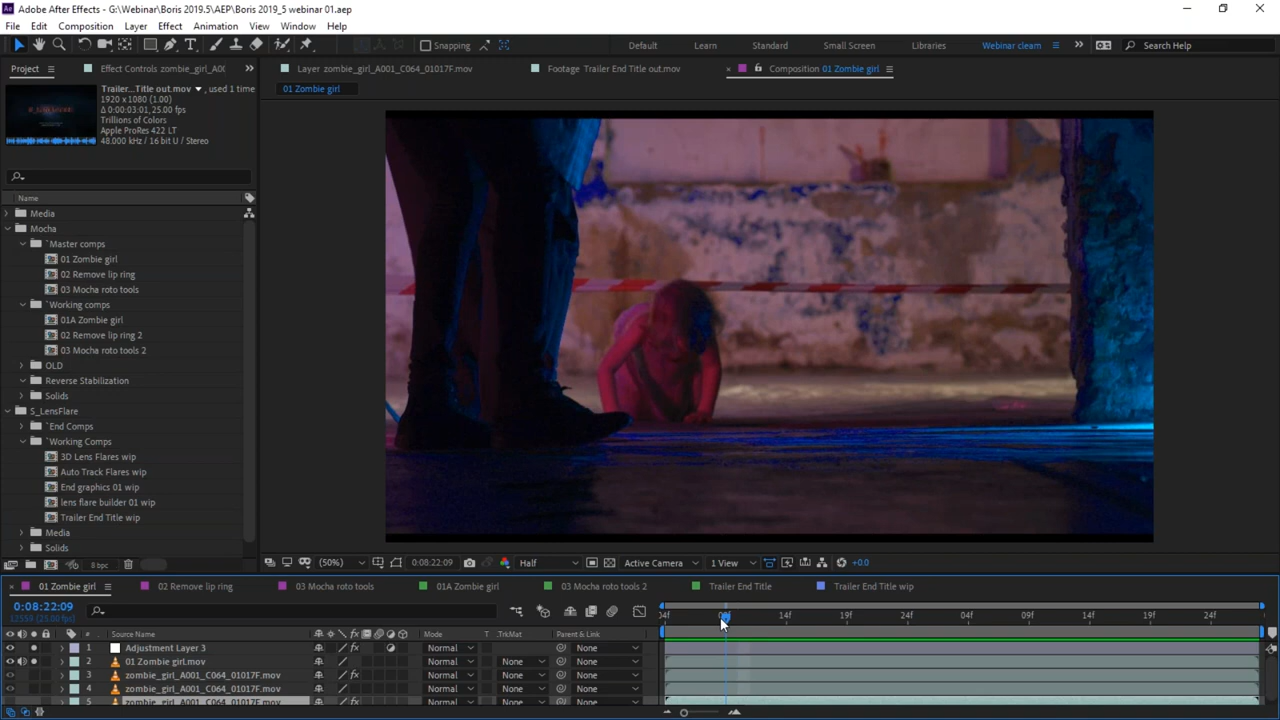 Adobe After Effects - G:\Webinar\Boris 2019.5\AEP\Boris 2019_5 webinar 01.aep
File Edit Composition Layer Effect Animation View Window Help
Snapping Default Learn Standard Small Screen Libraries Webinar cleam Search Help
Project Effect Controls zombie_girl_A00 Layer zombie_girl_A001_C064_01017F.mov Footage Trailer End Title out.mov Composition 01 Zombie girl
01 Zombie girl
Trailer...Title out.mov , used 1 time
1920 x 1080 (1.00)
Δ 0:00:03:01, 25.00 fps
Trillions of Colors
Apple ProRes 422 LT
48.000 kHz / 16 bit U / Stereo
Name
Media
Mocha
`Master comps
01 Zombie girl
02 Remove lip ring
03 Mocha roto tools
`Working comps
01A Zombie girl
02 Remove lip ring 2
03 Mocha roto tools 2
OLD
Reverse Stabilization
Solids
S_LensFlare
`End Comps
`Working Comps
3D Lens Flares wip
Auto Track Flares wip
End graphics 01 wip
lens flare builder 01 wip
Trailer End Title wip
Media
Solids
8 bpc
(50%) 0:08:22:09 Half Active Camera 1 View +0.0
01 Zombie girl 02 Remove lip ring 03 Mocha roto tools 01A Zombie girl 03 Mocha roto tools 2 Trailer End Title Trailer End Title wip
0:08:22:09
12559 (25.00 fps)
14f 19f 24f 04f 09f 14f 19f 24f
# Source Name Mode T .TrkMat Parent & Link
1 Adjustment Layer 3 Normal None
2 01 Zombie girl.mov Normal None None
3 zombie_girl_A001_C064_01017F.mov Normal None None
4 zombie_girl_A001_C064_01017F.mov Normal None None
5 zombie_girl_A001_C064_01017F.mov Normal None None